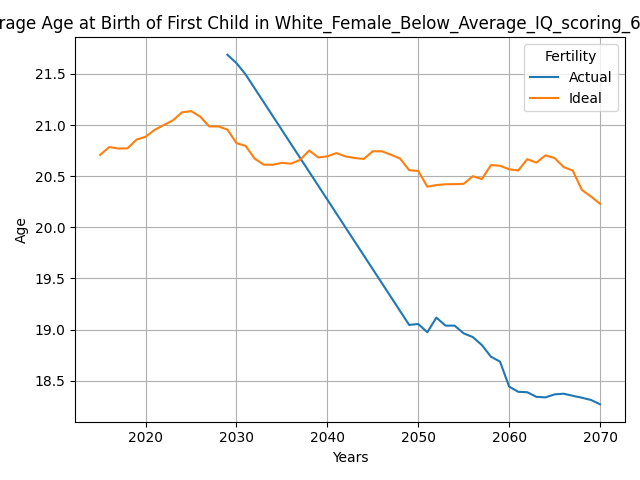 rage Age at Birth of First Child in White_Female_Below_Average_IQ_scoring_6
Fertility
Actual
Ideal
21.5
21.0
20.5
20.0
19.5
19.0
18.5
Age
2020 2030 2040 2050 2060 2070
Years